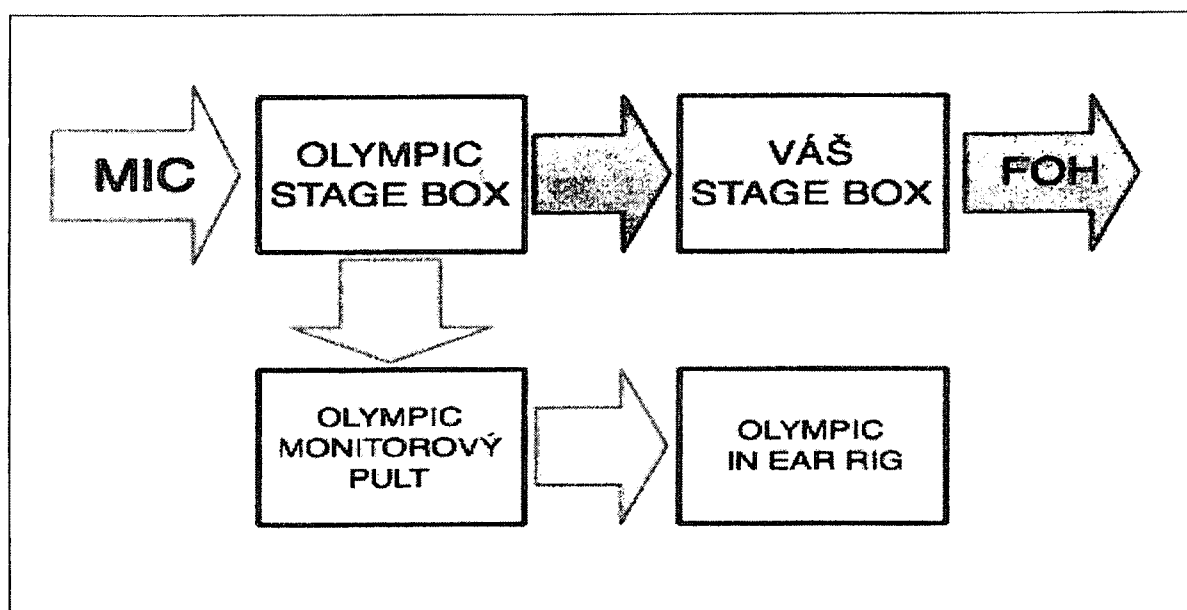 MIC
OLYMPIC
STAGE BOX
VÁŠ
STAGE BOX
FOH
OLYMPIC
MONITOROVÝ
PULT
OLYMPIC
IN EAR RIG